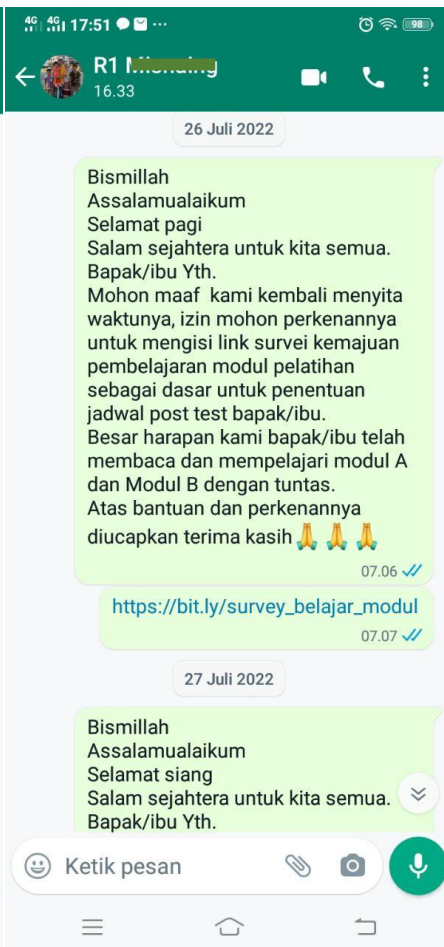 4G 4G 17:51 ...
98
R1
16.33
26 Juli 2022
Bismillah
Assalamualaikum
Selamat pagi
Salam sejahtera untuk kita semua.
Bapak/ibu Yth.
Mohon maaf kami kembali menyita
waktunya, izin mohon perkenannya
untuk mengisi link survei kemajuan
pembelajaran modul pelatihan
sebagai dasar untuk penentuan
jadwal post test bapak/ibu.
Besar harapan kami bapak/ibu telah
membaca dan mempelajari modul A
dan Modul B dengan tuntas.
Atas bantuan dan perkenannya
diucapkan terima kasih🙏 🙏 🙏
07.06
https://bit.ly/survey_belajar_modul
07.07
27 Juli 2022
Bismillah
Assalamualaikum
Selamat siang
Salam sejahtera untuk kita semua.
Bapak/ibu Yth.
Ketik pesan